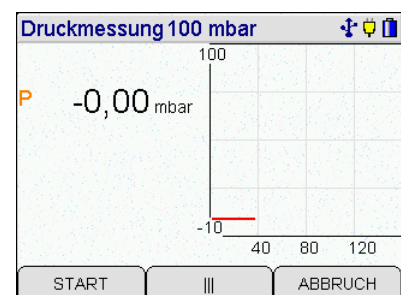 Druckmessung 100 mbar
100
P -0,00 mbar
-10
40 80 120
START ||| ABBRUCH